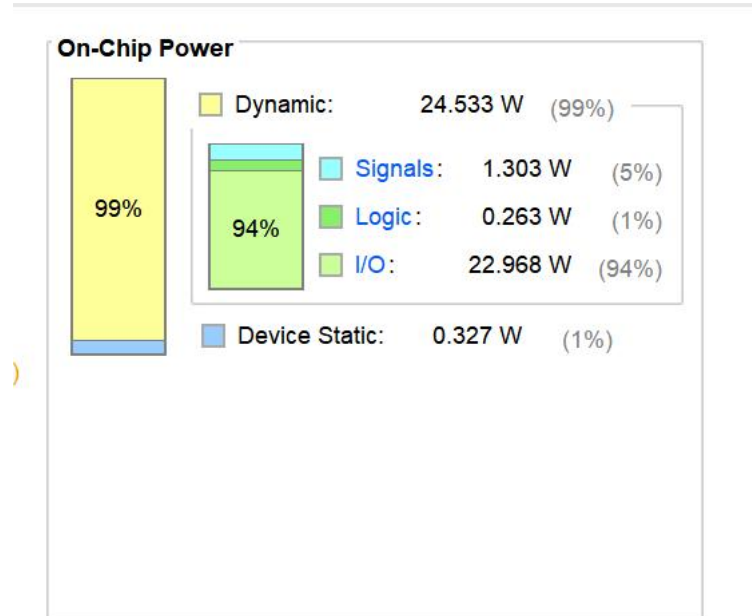 On-Chip Power
Dynamic: 24.533 W (99%)
Signals: 1.303 W (5%)
99%
94%
Logic: 0.263 W (1%)
I/O: 22.968 W (94%)
Device Static: 0.327 W (1%)
)